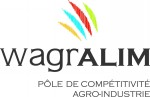 wagrALIM
PÔLE DE COMPÉTITIVITÉ
AGRO-INDUSTRIE